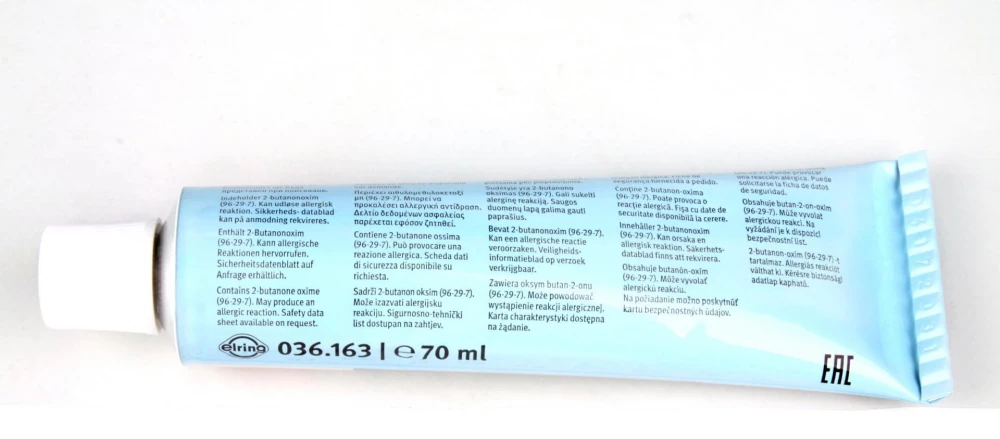 Indeholder 2-butanonoxim
(96-29-7). Kan udløse allergisk
reaktion. Sikkerheds- datablad
kan på anmodning rekvireres.
Enthält 2-Butanonoxim
(96-29-7). Kann allergische
Reaktionen hervorrufen.
Sicherheitsdatenblatt auf
Anfrage erhältlich.
Contains 2-butanone oxime
(96-29-7). May produce an
allergic reaction. Safety data
sheet available on request.
Περιέχει αιθυλομεθυλοκετοξί
μη (96-29-7). Μπορεί να
προκαλέσει αλλεργική αντίδραση.
Δελτίο δεδομένων ασφαλείας
παρέχεται εφόσον ζητηθεί.
Contiene 2-butanone ossima
(96-29-7). Può provocare una
reazione allergica. Scheda dati
di sicurezza disponibile su
richiesta.
Sadrži 2-butanon oksim (96-29-7).
Može izazvati alergijsku
reakciju. Sigurnosno-tehnički
list dostupan na zahtjev.
Sudėtyje yra 2-butanono
oksimas (96-29-7). Gali sukelti
alerginę reakciją. Saugos
duomenų lapą galima gauti
paprašius.
Bevat 2-butanonoxim (96-29-7).
Kan een allergische reactie
veroorzaken. Veiligheids-
informatieblad op verzoek
verkrijgbaar.
Zawiera oksym butan-2-onu
(96-29-7). Może powodować
wystąpienie reakcji alergicznej.
Karta charakterystyki dostępna
na żądanie.
segurança fornecida a pedido.
Conţine 2-butanon-oxima
(96-29-7). Poate provoca o
reacţie alergică. Fişa cu date de
securitate disponibilă la cerere.
Innehåller 2-butanonoxim
(96-29-7). Kan orsaka en
allergisk reaktion. Säkerhets-
datablad finns att rekvirera.
Obsahuje butanón-oxím
(96-29-7). Môže vyvolať
alergickú reakciu.
Na požiadanie možno poskytnúť
kartu bezpečnostných údajov.
una reacción alérgica. Puede
solicitarse la ficha de datos
de seguridad.
Obsahuje butan-2-on-oxim
(96-29-7). Může vyvolat
alergickou reakci. Na
vyžádání je k dispozici
bezpečnostní list.
2-butanon-oxim (96-29-7)-t
tartalmaz. Allergiás reakciót
válthat ki. Kérésre biztonsági
adatlap kapható.
elring 036.163 | ℮ 70 ml
EAC